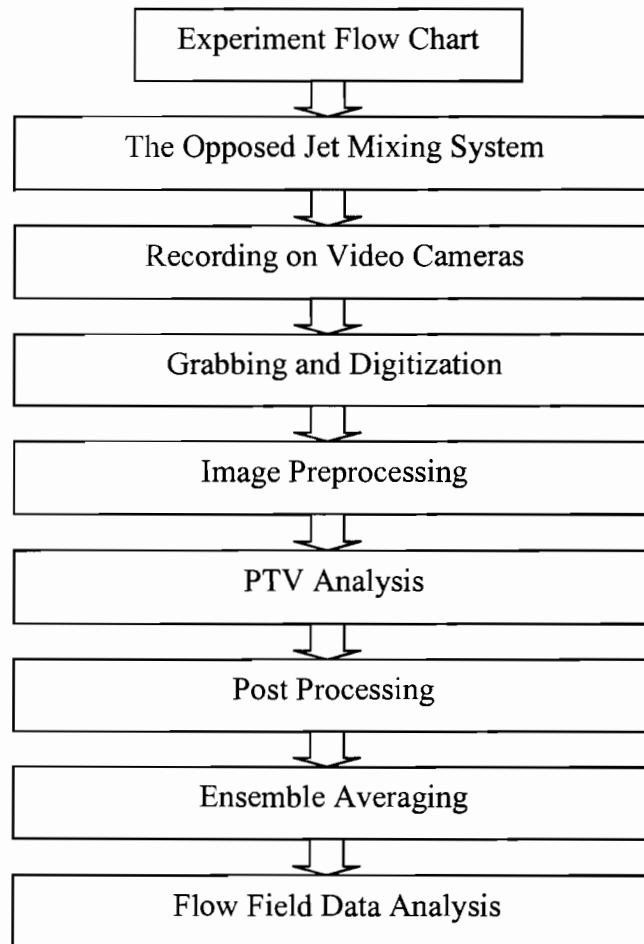 Experiment Flow Chart
The Opposed Jet Mixing System
Recording on Video Cameras
Grabbing and Digitization
Image Preprocessing
PTV Analysis
Post Processing
Ensemble Averaging
Flow Field Data Analysis